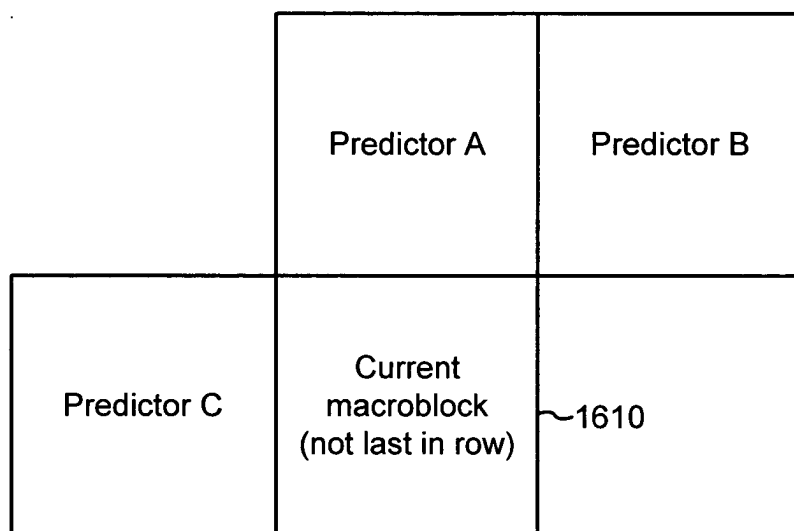 Predictor A
Predictor B
Predictor C
Current
macroblock
(not last in row)
1610